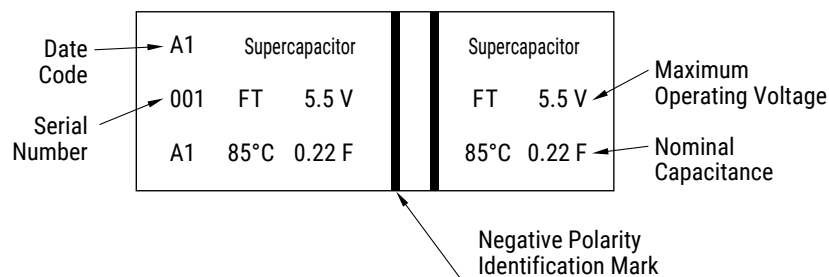 Date
Code
Serial
Number
A1 Supercapacitor
001 FT 5.5 V
A1 85°C 0.22 F
Supercapacitor
FT 5.5 V
85°C 0.22 F
Maximum
Operating Voltage
Nominal
Capacitance
Negative Polarity
Identification Mark